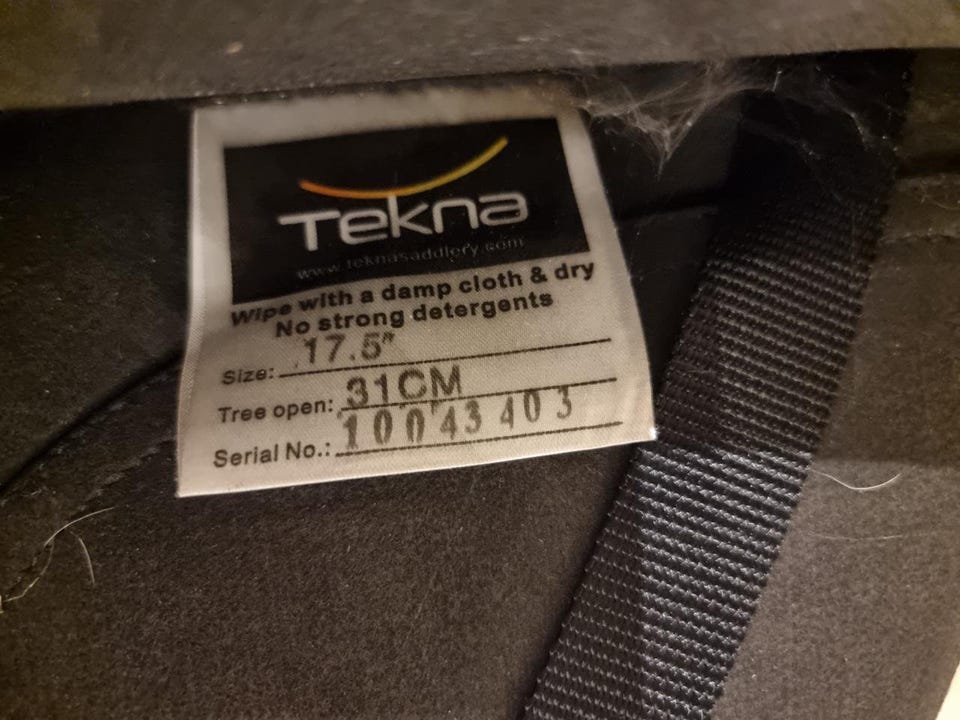 Tekna
www.teknasaddlery.com
Wipe with a damp cloth & dry
No strong detergents
Size: 17.5"
Tree open: 31CM
Serial No.: 10043403